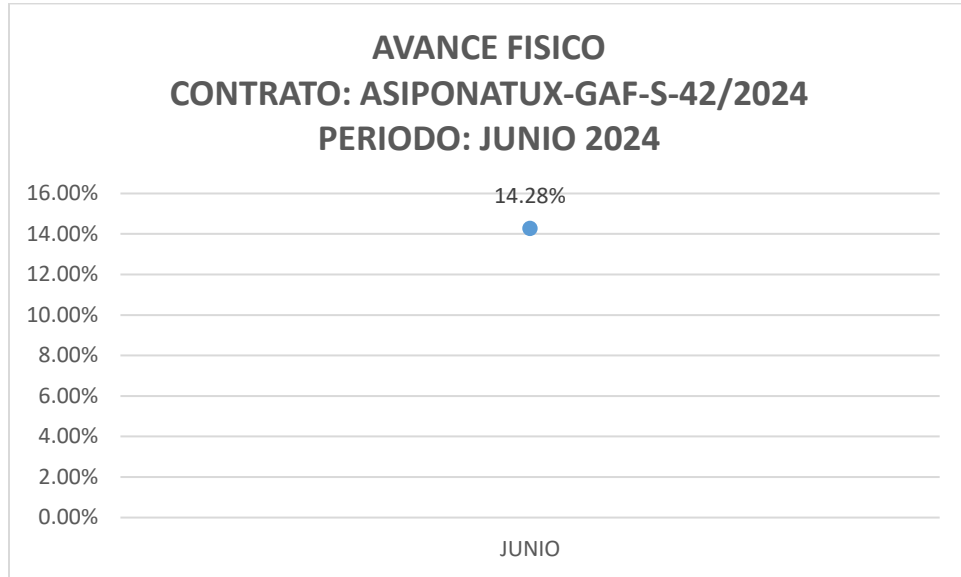 AVANCE FISICO
CONTRATO: ASIPONATUX-GAF-S-42/2024
PERIODO: JUNIO 2024
16.00%
14.28%
14.00%
12.00%
10.00%
8.00%
6.00%
4.00%
2.00%
0.00%
JUNIO